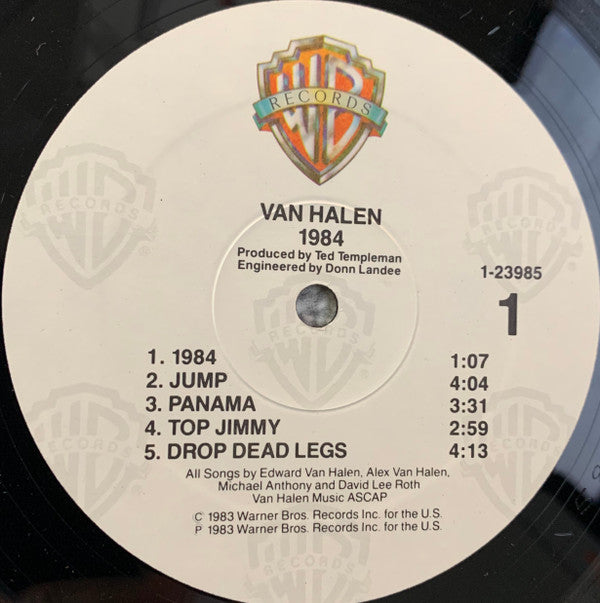 WB
RECORDS
VAN HALEN
1984
Produced by Ted Templeman
Engineered by Donn Landee
1-23985
1
1. 1984 1:07
2. JUMP 4:04
3. PANAMA 3:31
4. TOP JIMMY 2:59
5. DROP DEAD LEGS 4:13
All Songs by Edward Van Halen, Alex Van Halen,
Michael Anthony and David Lee Roth
Van Halen Music ASCAP
C 1983 Warner Bros. Records Inc. for the U.S.
P 1983 Warner Bros. Records Inc. for the U.S.